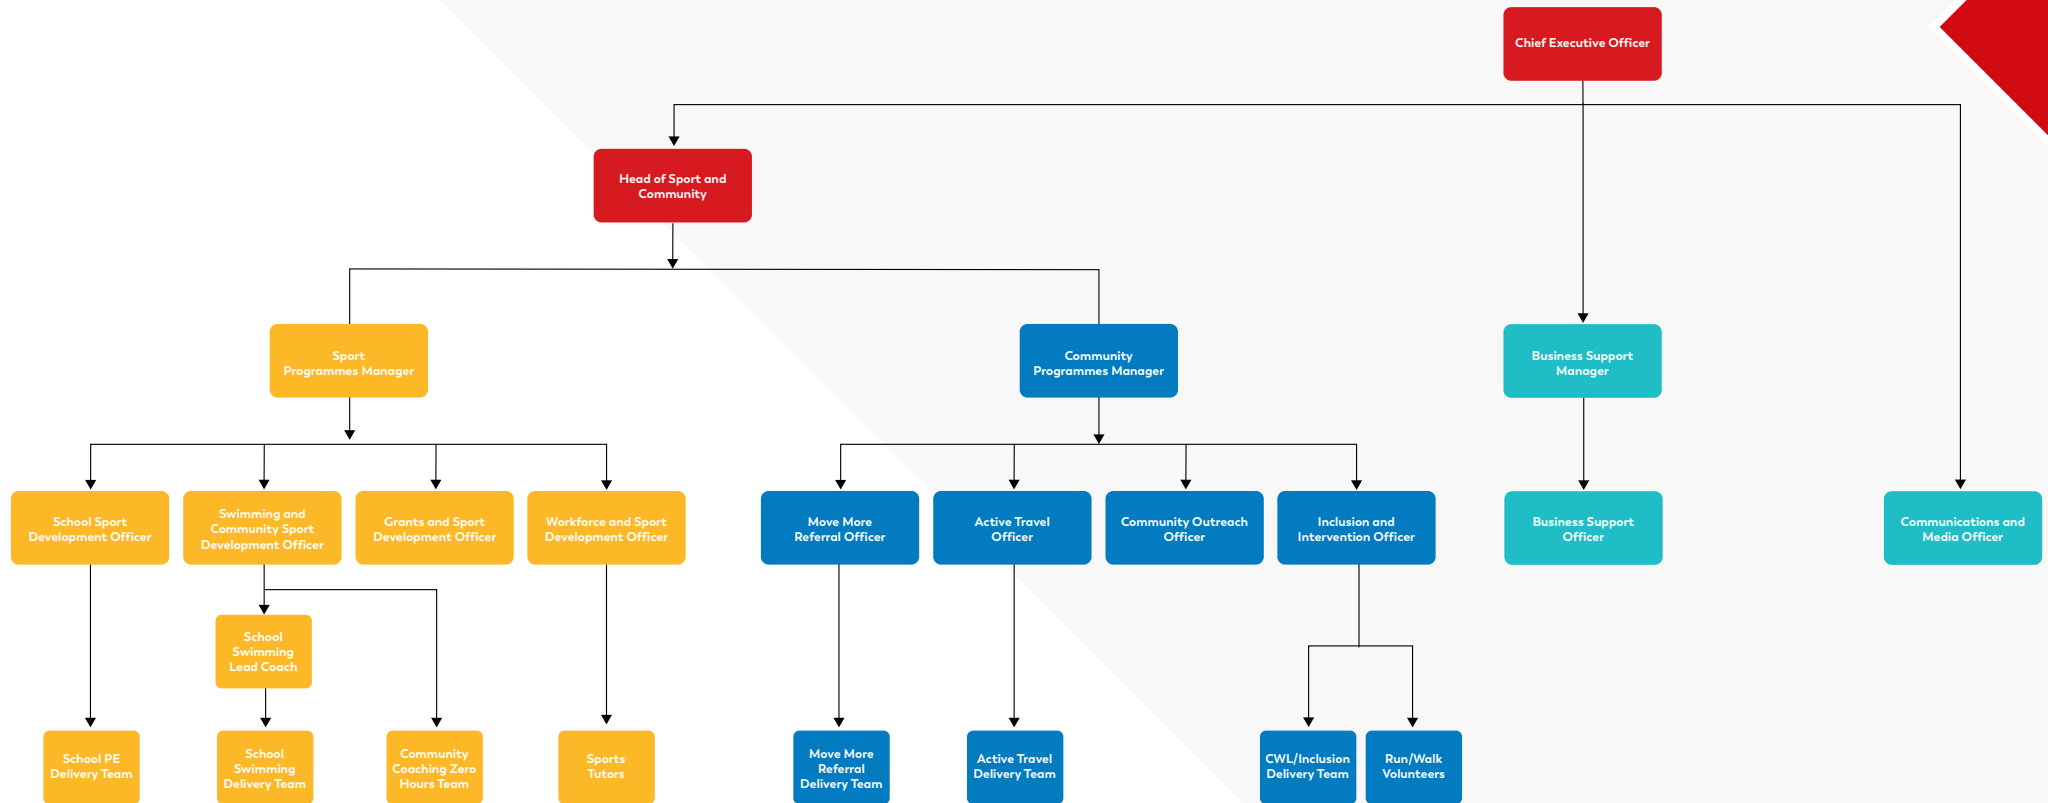 Chief Executive Officer
Head of Sport and
Community
Sport
Programmes Manager
Community
Programmes Manager
Business Support
Manager
School Sport
Development Officer
Swimming and
Community Sport
Development Officer
Grants and Sport
Development Officer
Workforce and Sport
Development Officer
Move More
Referral Officer
Active Travel
Officer
Community Outreach
Officer
Inclusion and
Intervention Officer
Business Support
Officer
Communications and
Media Officer
School
Swimming
Lead Coach
School PE
Delivery Team
School
Swimming
Delivery Team
Community
Coaching Zero
Hours Team
Sports
Tutors
Move More
Referral
Delivery Team
Active Travel
Delivery Team
CWL/Inclusion
Delivery Team
Run/Walk
Volunteers